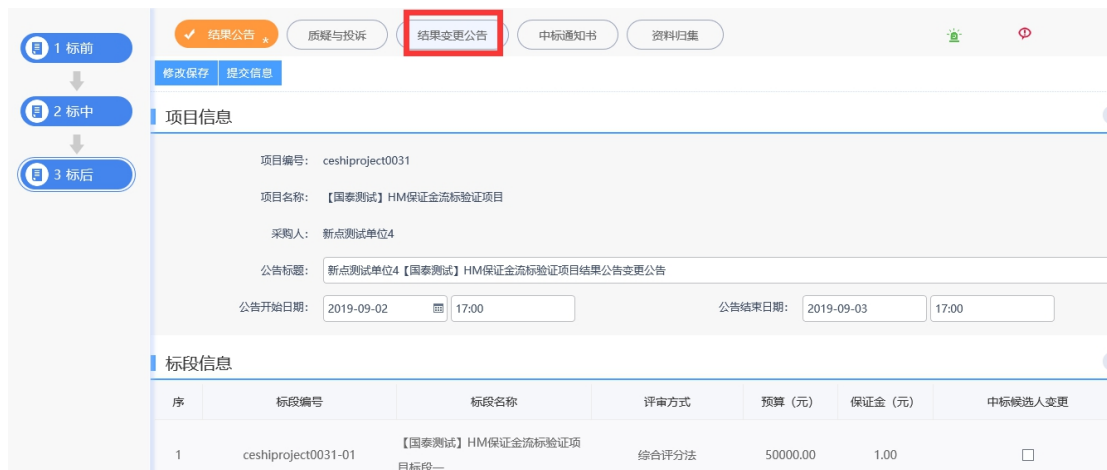 1 标前
2 标中
3 标后
结果公告 *
质疑与投诉
结果变更公告
中标通知书
资料归集
修改保存
提交信息
项目信息
项目编号： ceshiproject0031
项目名称： 【国泰测试】HM保证金流标验证项目
采购人： 新点测试单位4
公告标题： 新点测试单位4【国泰测试】HM保证金流标验证项目结果公告变更公告
公告开始日期： 2019-09-02 17:00 公告结束日期： 2019-09-03 17:00
标段信息
序 标段编号 标段名称 评审方式 预算（元） 保证金（元） 中标候选人变更
1 ceshiproject0031-01 【国泰测试】HM保证金流标验证项 综合评分法 50000.00 1.00
目标段一